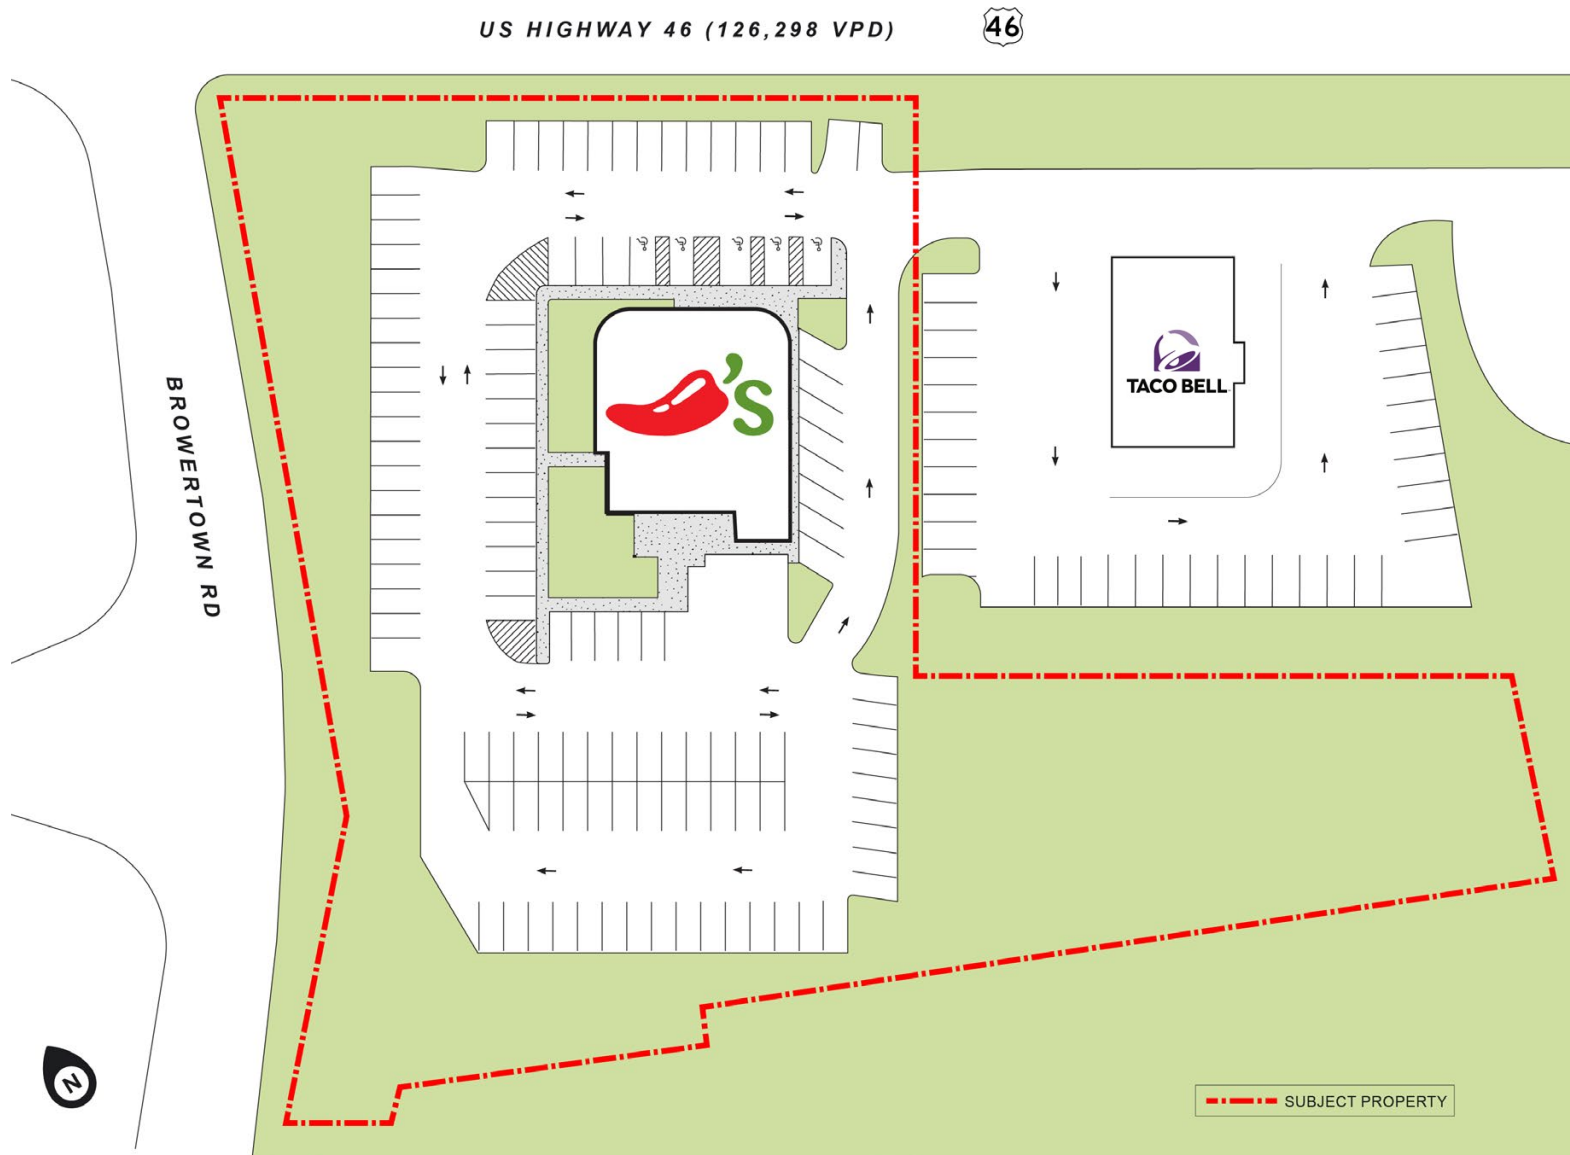 US HIGHWAY 46 (126,298 VPD)
46
BROWERTOWN RD
's
TACO BELL
N
SUBJECT PROPERTY